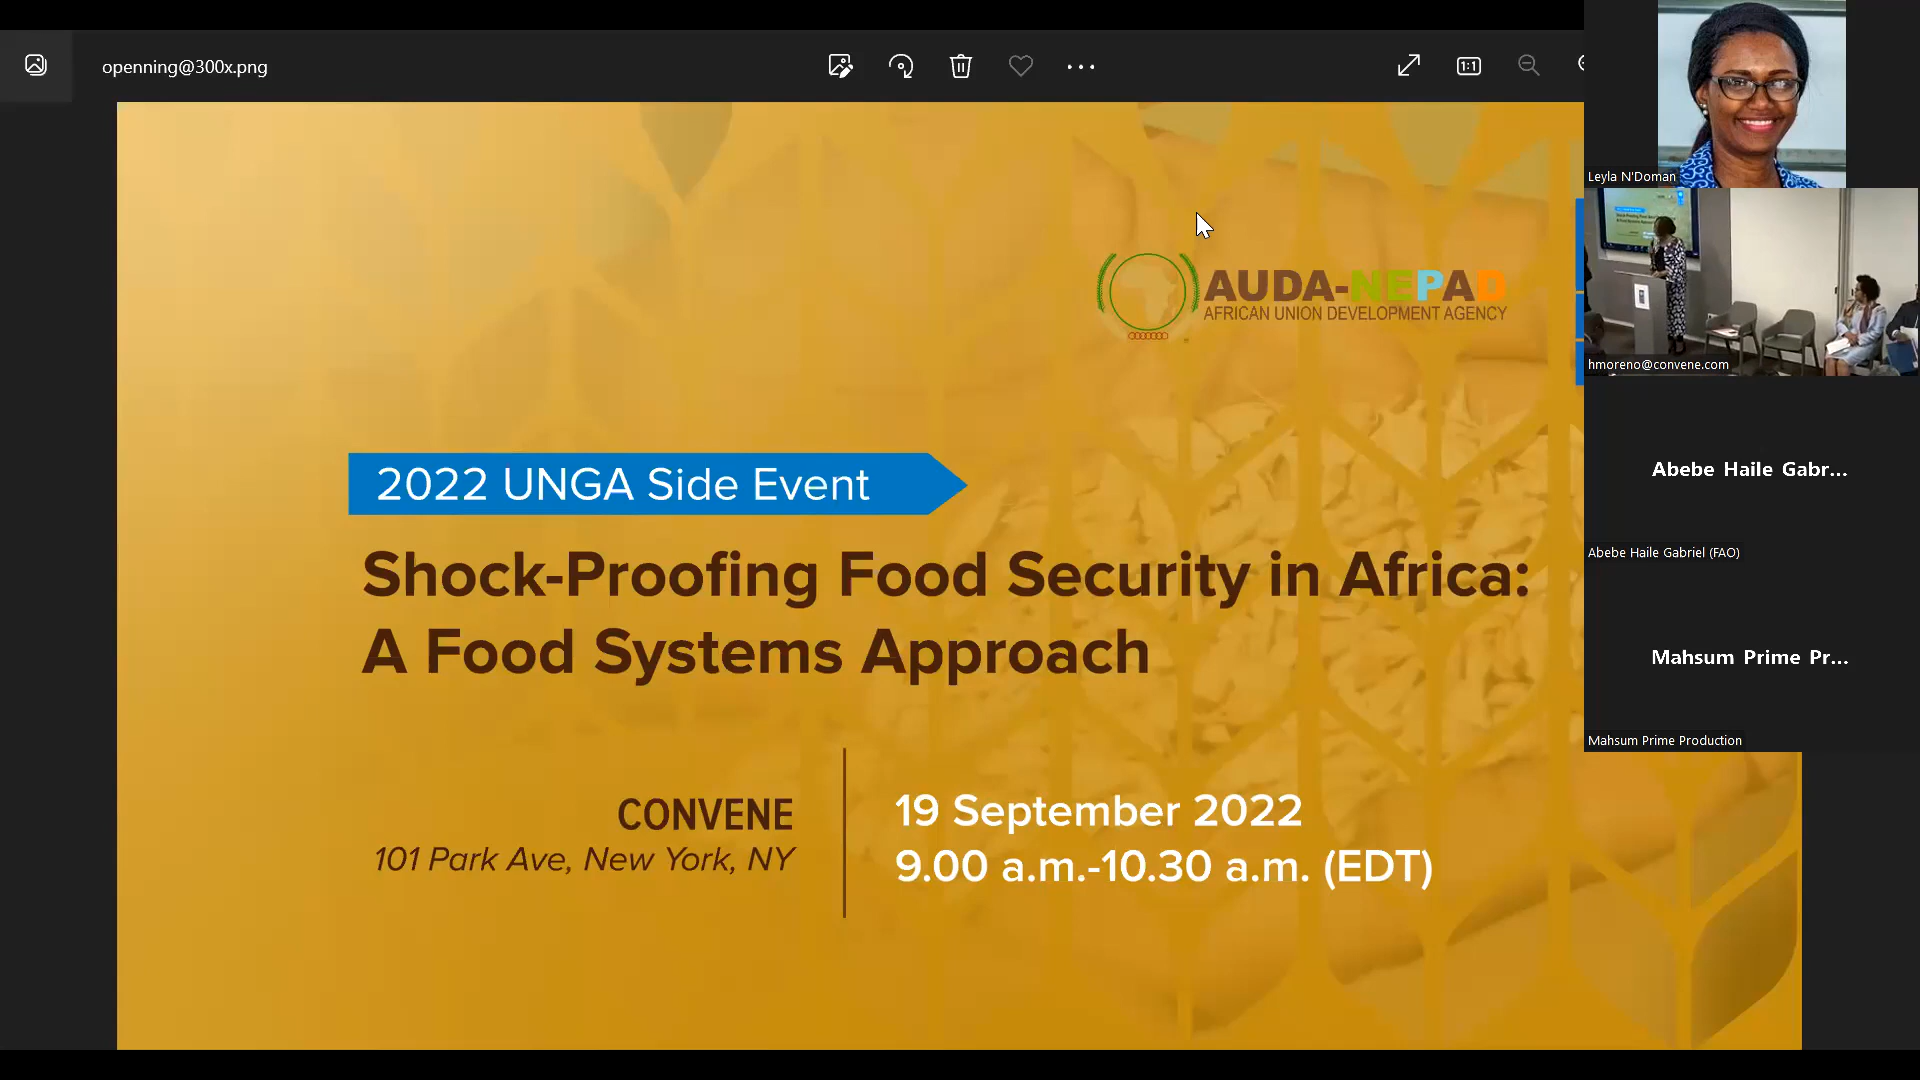 openning@300x.png
1:1
AUDA-NEPAD
AFRICAN UNION DEVELOPMENT AGENCY
2022 UNGA Side Event
Shock-Proofing Food Security in Africa:
A Food Systems Approach
CONVENE
101 Park Ave, New York, NY
19 September 2022
9.00 a.m.-10.30 a.m. (EDT)
Leyla N'Doman
hmoreno@convene.com
Abebe Haile Gabr...
Abebe Haile Gabriel (FAO)
Mahsum Prime Pr...
Mahsum Prime Production